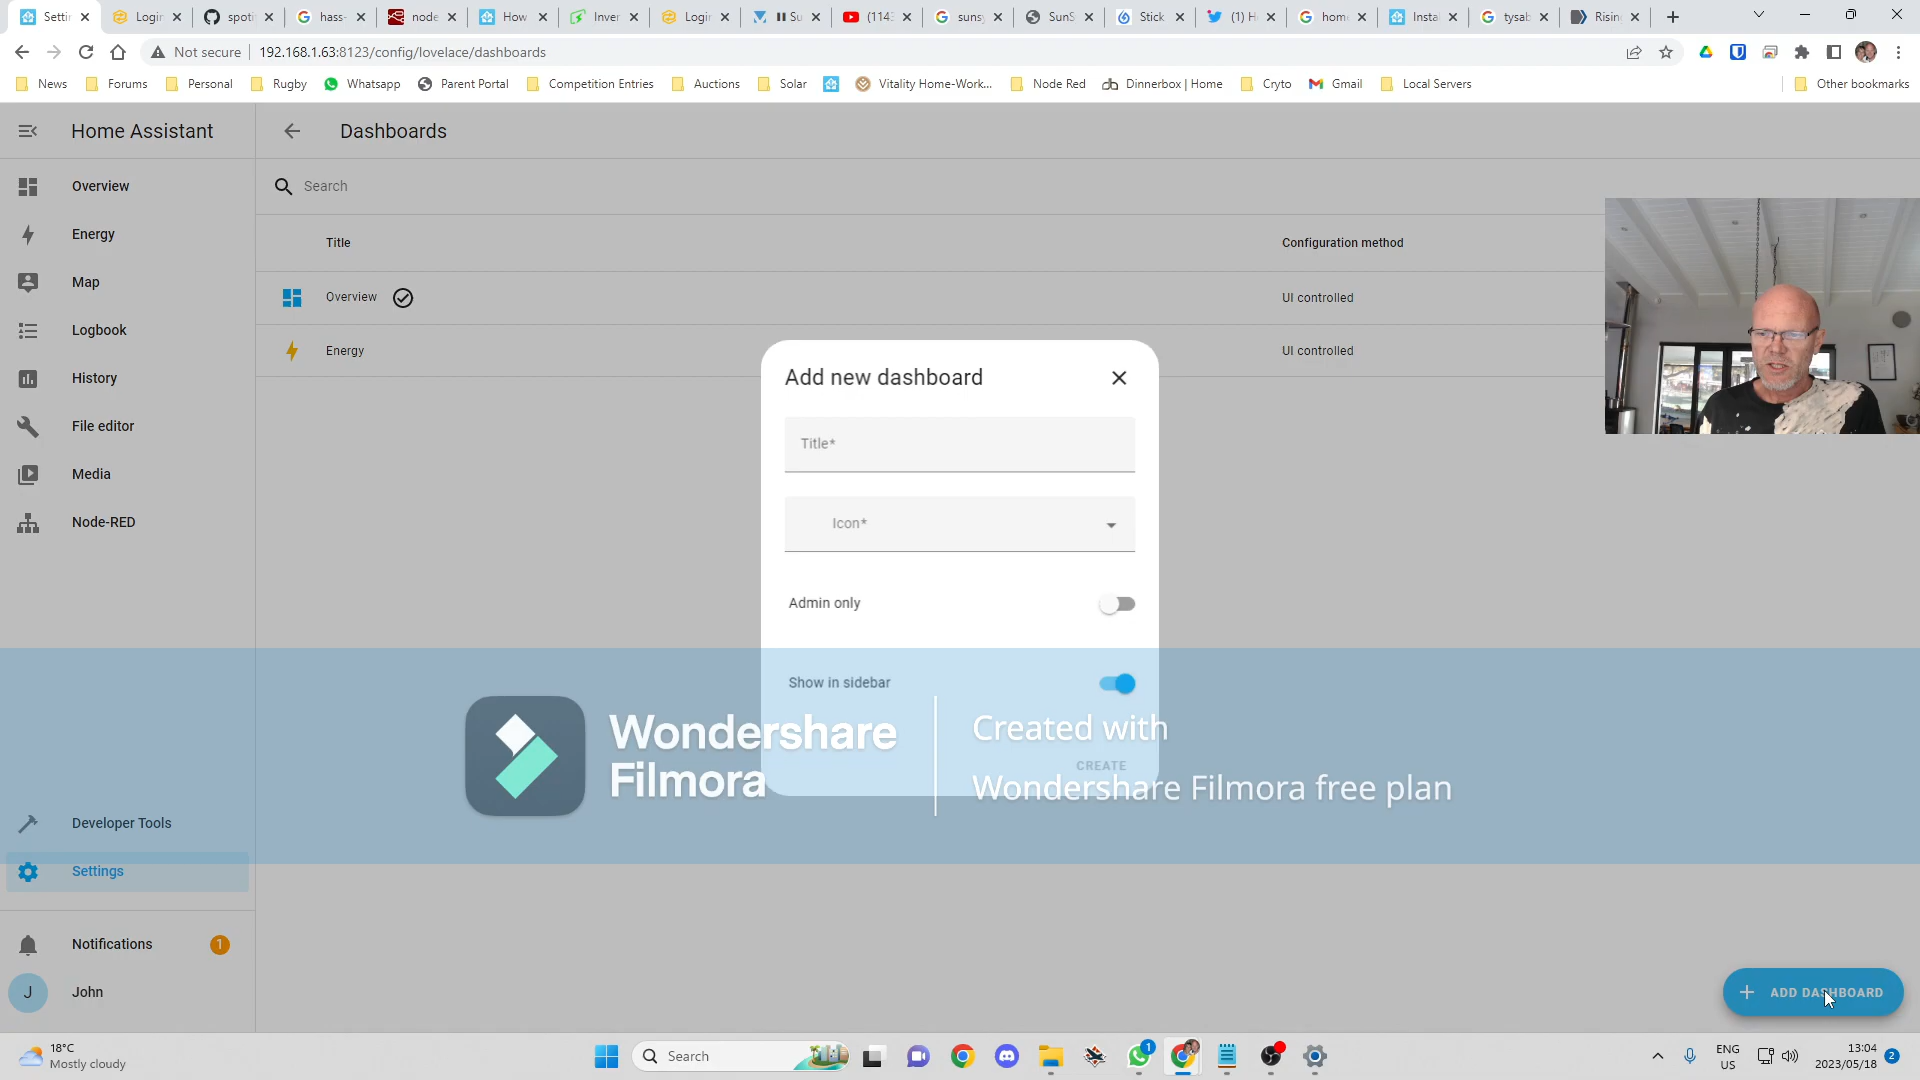 Setti
Login
spoti
hass-
node
How
Inver
Login
Su
(114
sunsy
SunS
Stick
(1) H
home
Insta
tysab
Risin
Not secure
192.168.1.63:8123/config/lovelace/dashboards
News
Forums
Personal
Rugby
Whatsapp
Parent Portal
Competition Entries
Auctions
Solar
Vitality Home-Work...
Node Red
Dinnerbox | Home
Cryto
Gmail
Local Servers
Other bookmarks
Home Assistant
Dashboards
Overview
Energy
Map
Logbook
History
File editor
Media
Node-RED
Developer Tools
Settings
Notifications
1
J
John
Search
Title
Configuration method
Overview
UI controlled
Energy
UI controlled
Add new dashboard
Title*
Icon*
Admin only
Show in sidebar
CREATE
Wondershare
Filmora
Created with
Wondershare Filmora free plan
ADD DASHBOARD
18°C
Mostly cloudy
Search
1
ENG
US
13:04
2023/05/18
2